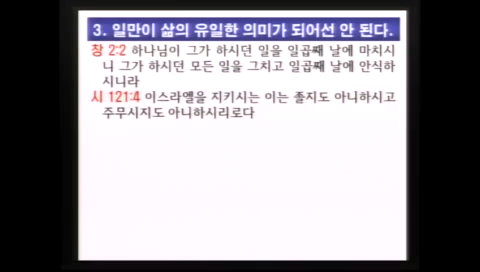 3. 일만이 삶의 유일한 의미가 되어선 안 된다.
창 2:2 하나님이 그가 하시던 일을 일곱째 날에 마치시
니 그가 하시던 모든 일을 그치고 일곱째 날에 안식하
시니라
시 121:4 이스라엘을 지키시는 이는 졸지도 아니하시고
주무시지도 아니하시리로다